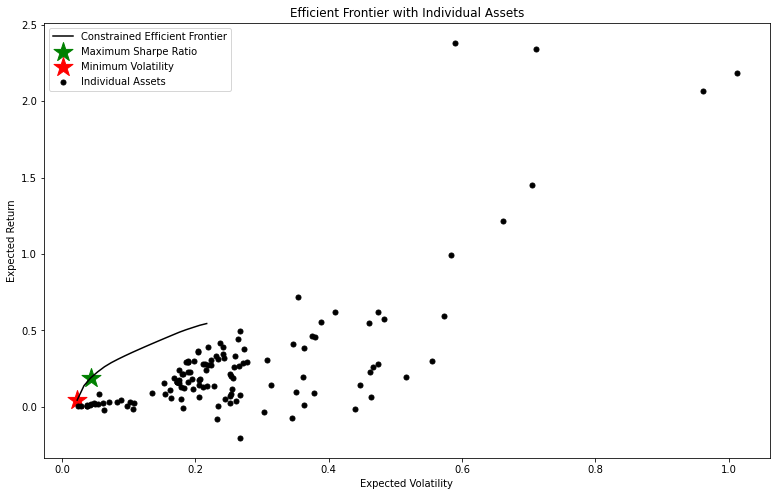 Efficient Frontier with Individual Assets
Constrained Efficient Frontier
Maximum Sharpe Ratio
Minimum Volatility
Individual Assets
Expected Return
2.5
2.0
1.5
1.0
0.5
0.0
0.0 0.2 0.4 0.6 0.8 1.0
Expected Volatility